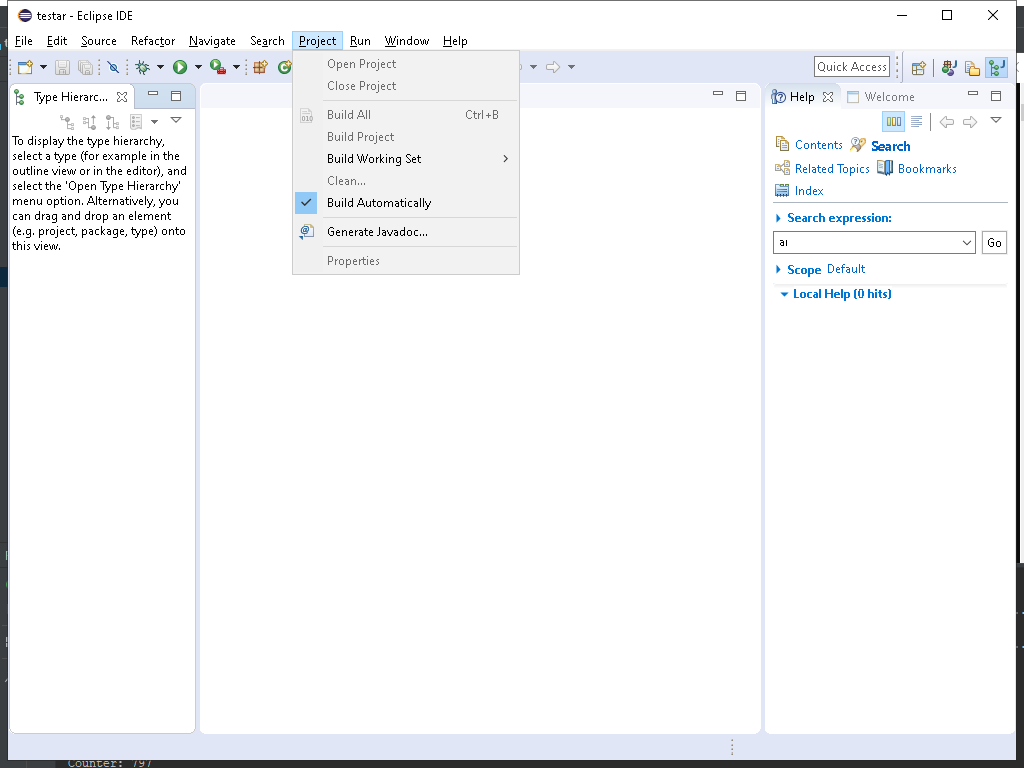 testar - Eclipse IDE
File Edit Source Refactor Navigate Search Project Run Window Help
Quick Access
Open Project
Close Project
Build All Ctrl+B
Build Project
Build Working Set
Clean...
Build Automatically
Generate Javadoc...
Properties
Type Hierarc...
To display the type hierarchy,
select a type (for example in the
outline view or in the editor), and
select the 'Open Type Hierarchy'
menu option. Alternatively, you
can drag and drop an element
(e.g. project, package, type) onto
this view.
Help Welcome
Contents Search
Related Topics Bookmarks
Index
Search expression:
Go
Scope Default
Local Help (0 hits)
Counter: 797